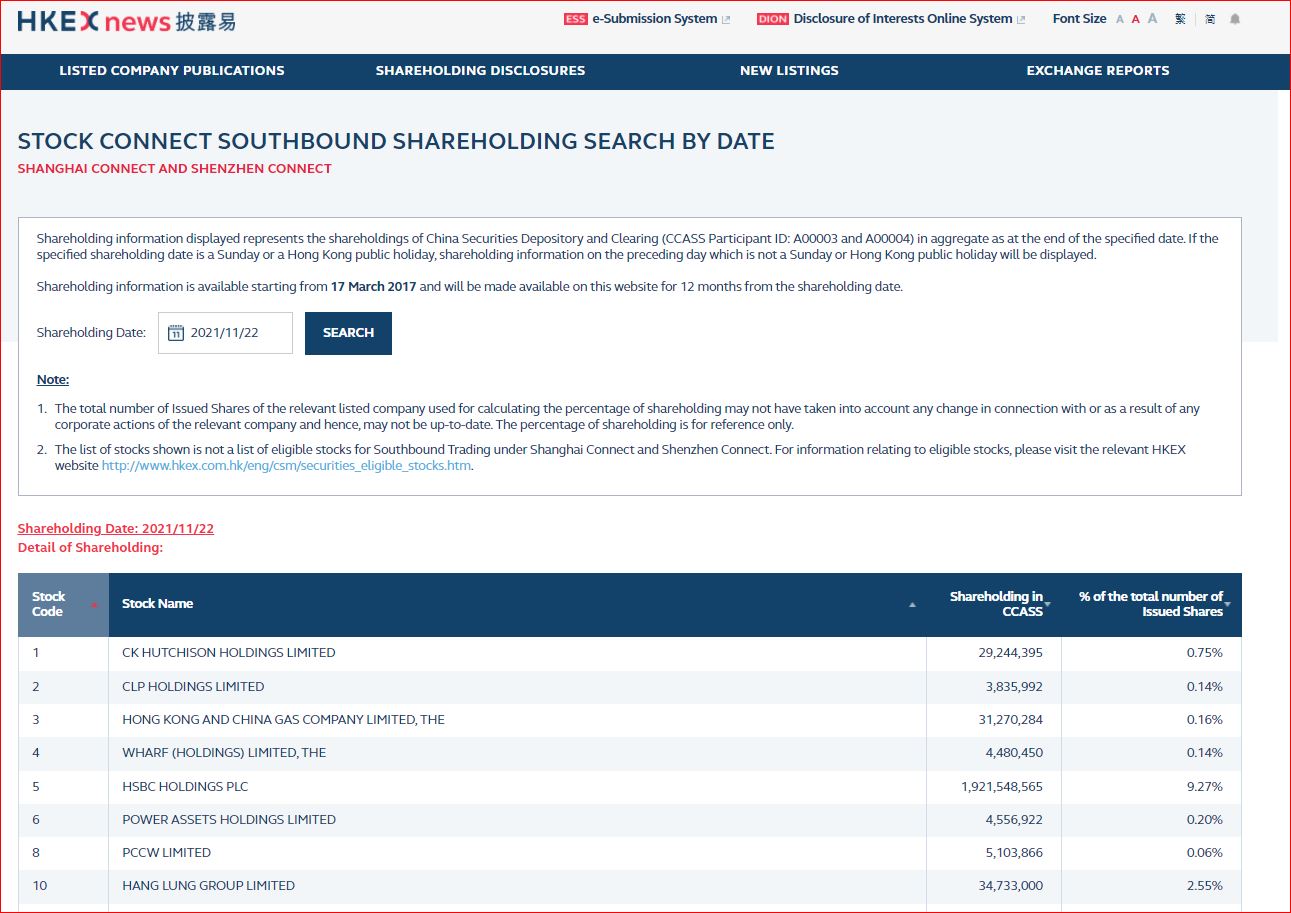 HKEX news 披露易
ESS e-Submission System
DION Disclosure of Interests Online System
Font Size A A A 繁 简
LISTED COMPANY PUBLICATIONS
SHAREHOLDING DISCLOSURES
NEW LISTINGS
EXCHANGE REPORTS
STOCK CONNECT SOUTHBOUND SHAREHOLDING SEARCH BY DATE
SHANGHAI CONNECT AND SHENZHEN CONNECT
Shareholding information displayed represents the shareholdings of China Securities Depository and Clearing (CCASS Participant ID: A00003 and A00004) in aggregate as at the end of the specified date. If the
specified shareholding date is a Sunday or a Hong Kong public holiday, shareholding information on the preceding day which is not a Sunday or Hong Kong public holiday will be displayed.
Shareholding information is available starting from 17 March 2017 and will be made available on this website for 12 months from the shareholding date.
Shareholding Date: 11 2021/11/22 SEARCH
Note:
1. The total number of Issued Shares of the relevant listed company used for calculating the percentage of shareholding may not have taken into account any change in connection with or as a result of any
corporate actions of the relevant company and hence, may not be up-to-date. The percentage of shareholding is for reference only.
2. The list of stocks shown is not a list of eligible stocks for Southbound Trading under Shanghai Connect and Shenzhen Connect. For information relating to eligible stocks, please visit the relevant HKEX
website http://www.hkex.com.hk/eng/csm/securities_eligible_stocks.htm.
Shareholding Date: 2021/11/22
Detail of Shareholding:
Stock Code Stock Name Shareholding in CCASS % of the total number of Issued Shares
1 CK HUTCHISON HOLDINGS LIMITED 29,244,395 0.75%
2 CLP HOLDINGS LIMITED 3,835,992 0.14%
3 HONG KONG AND CHINA GAS COMPANY LIMITED, THE 31,270,284 0.16%
4 WHARF (HOLDINGS) LIMITED, THE 4,480,450 0.14%
5 HSBC HOLDINGS PLC 1,921,548,565 9.27%
6 POWER ASSETS HOLDINGS LIMITED 4,556,922 0.20%
8 PCCW LIMITED 5,103,866 0.06%
10 HANG LUNG GROUP LIMITED 34,733,000 2.55%